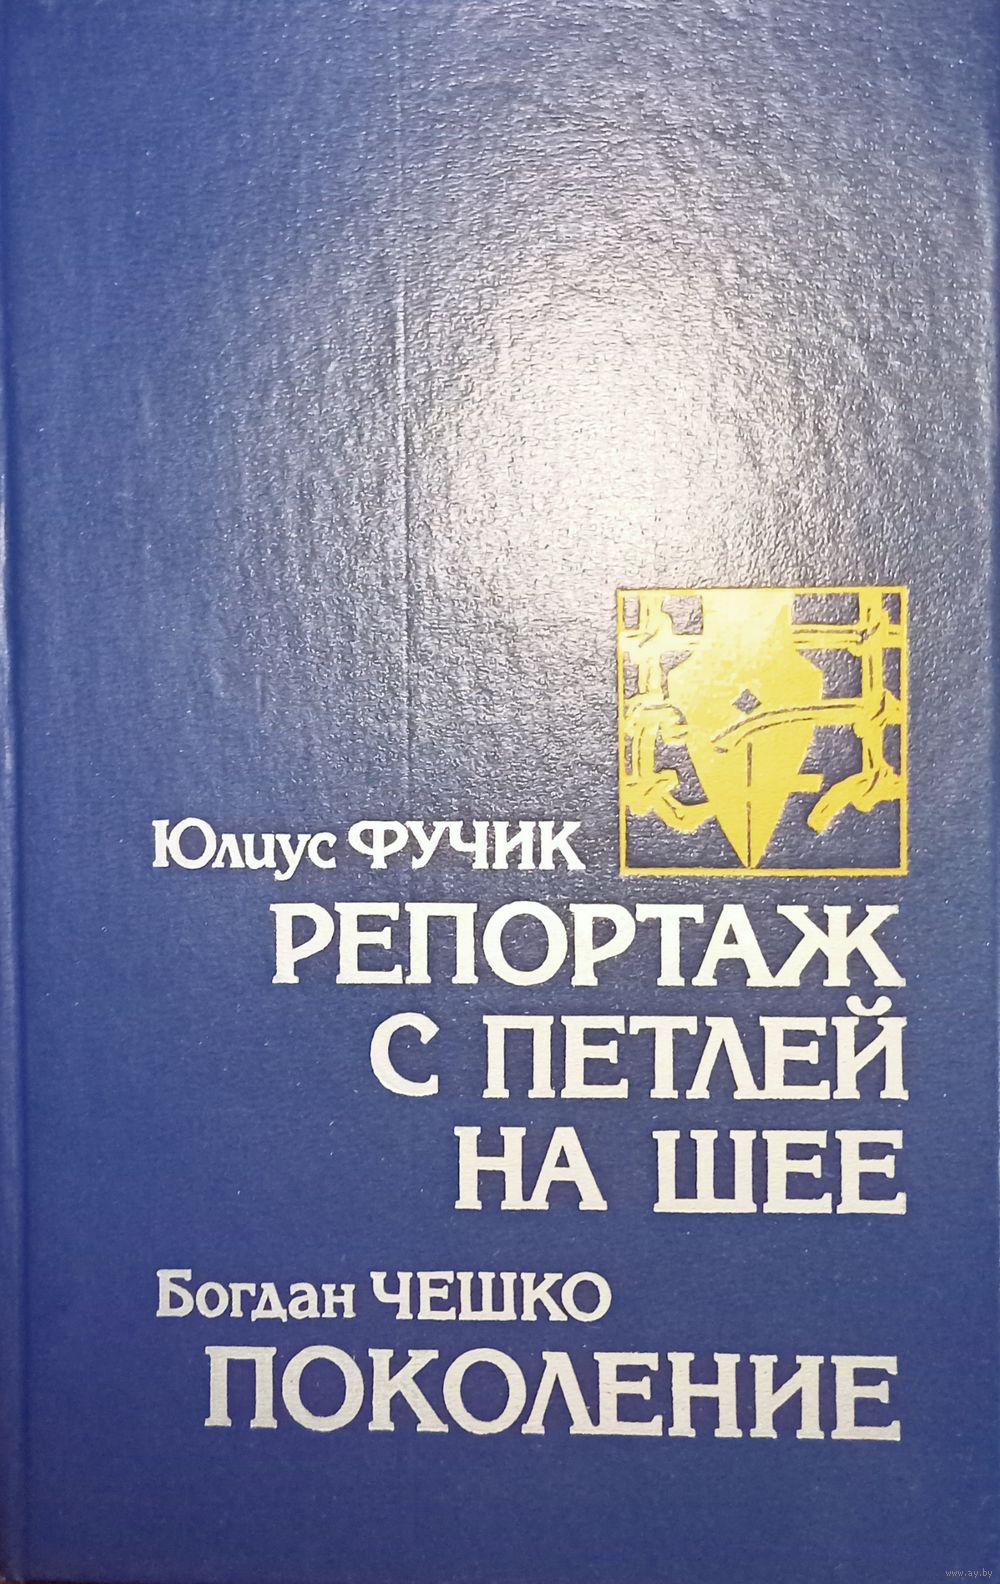 Юлиус ФУЧИК
РЕПОРТАЖ
С ПЕТЛЕЙ
НА ШЕЕ
Богдан ЧЕШКО
ПОКОЛЕНИЕ
www.ay.by